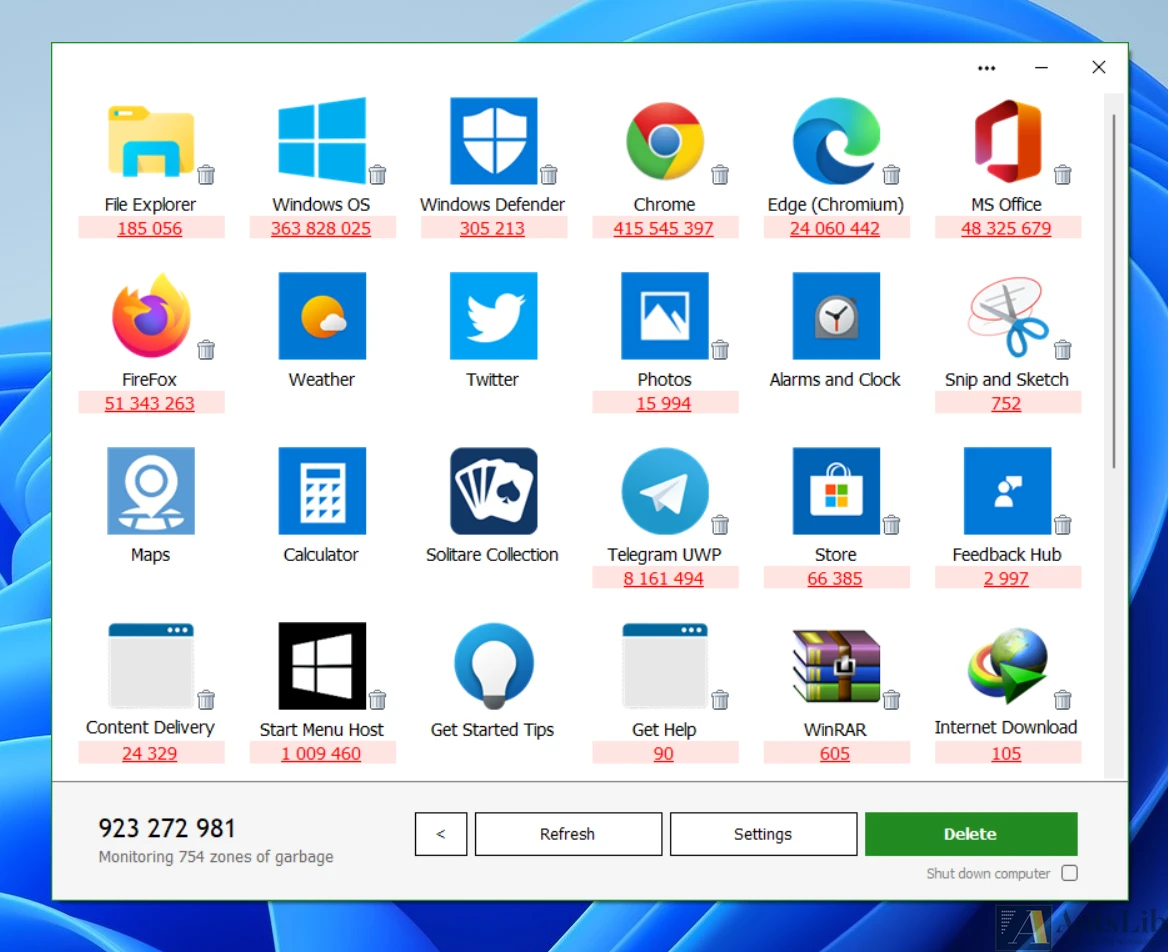 File Explorer Windows OS Windows Defender Chrome Edge (Chromium) MS Office
185 056 363 828 025 305 213 415 545 397 24 060 442 48 325 679
FireFox Weather Twitter Photos Alarms and Clock Snip and Sketch
51 343 263 15 994 752
Maps Calculator Solitare Collection Telegram UWP Store Feedback Hub
8 161 494 66 385 2 997
Content Delivery Start Menu Host Get Started Tips Get Help WinRAR Internet Download
24 329 1 009 460 90 605 105
923 272 981
Monitoring 754 zones of garbage
< Refresh Settings Delete
Shut down computer